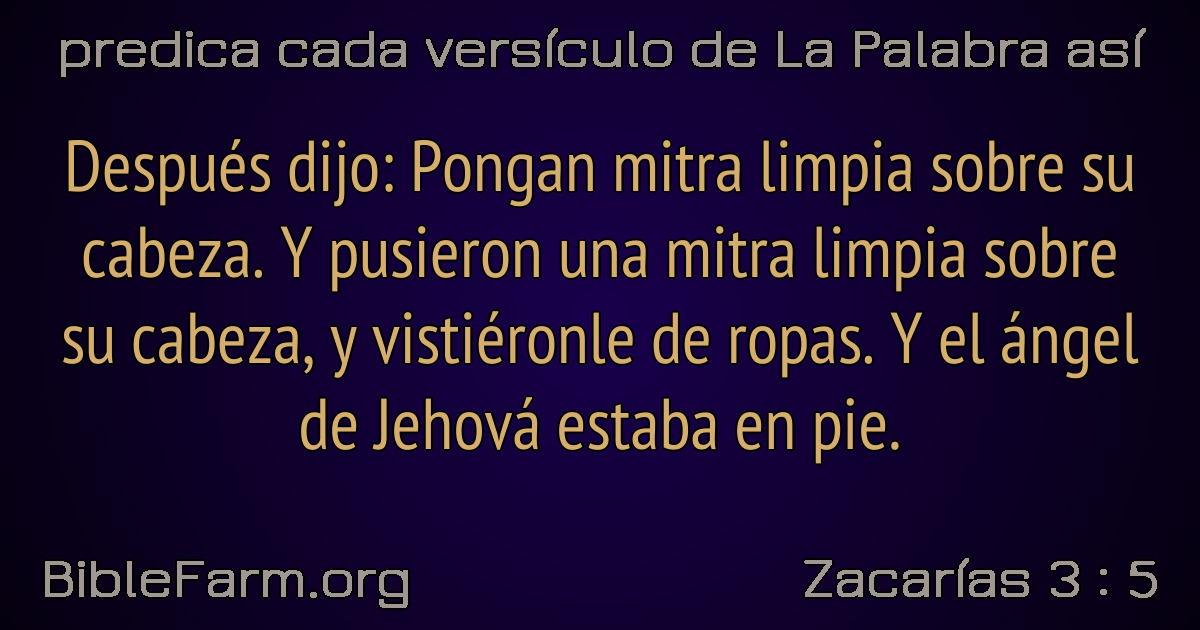 predica cada versículo de La Palabra así
Después dijo: Pongan mitra limpia sobre su
cabeza. Y pusieron una mitra limpia sobre
su cabeza, y vistiéronle de ropas. Y el ángel
de Jehová estaba en pie.
BibleFarm.org
Zacarías 3 : 5